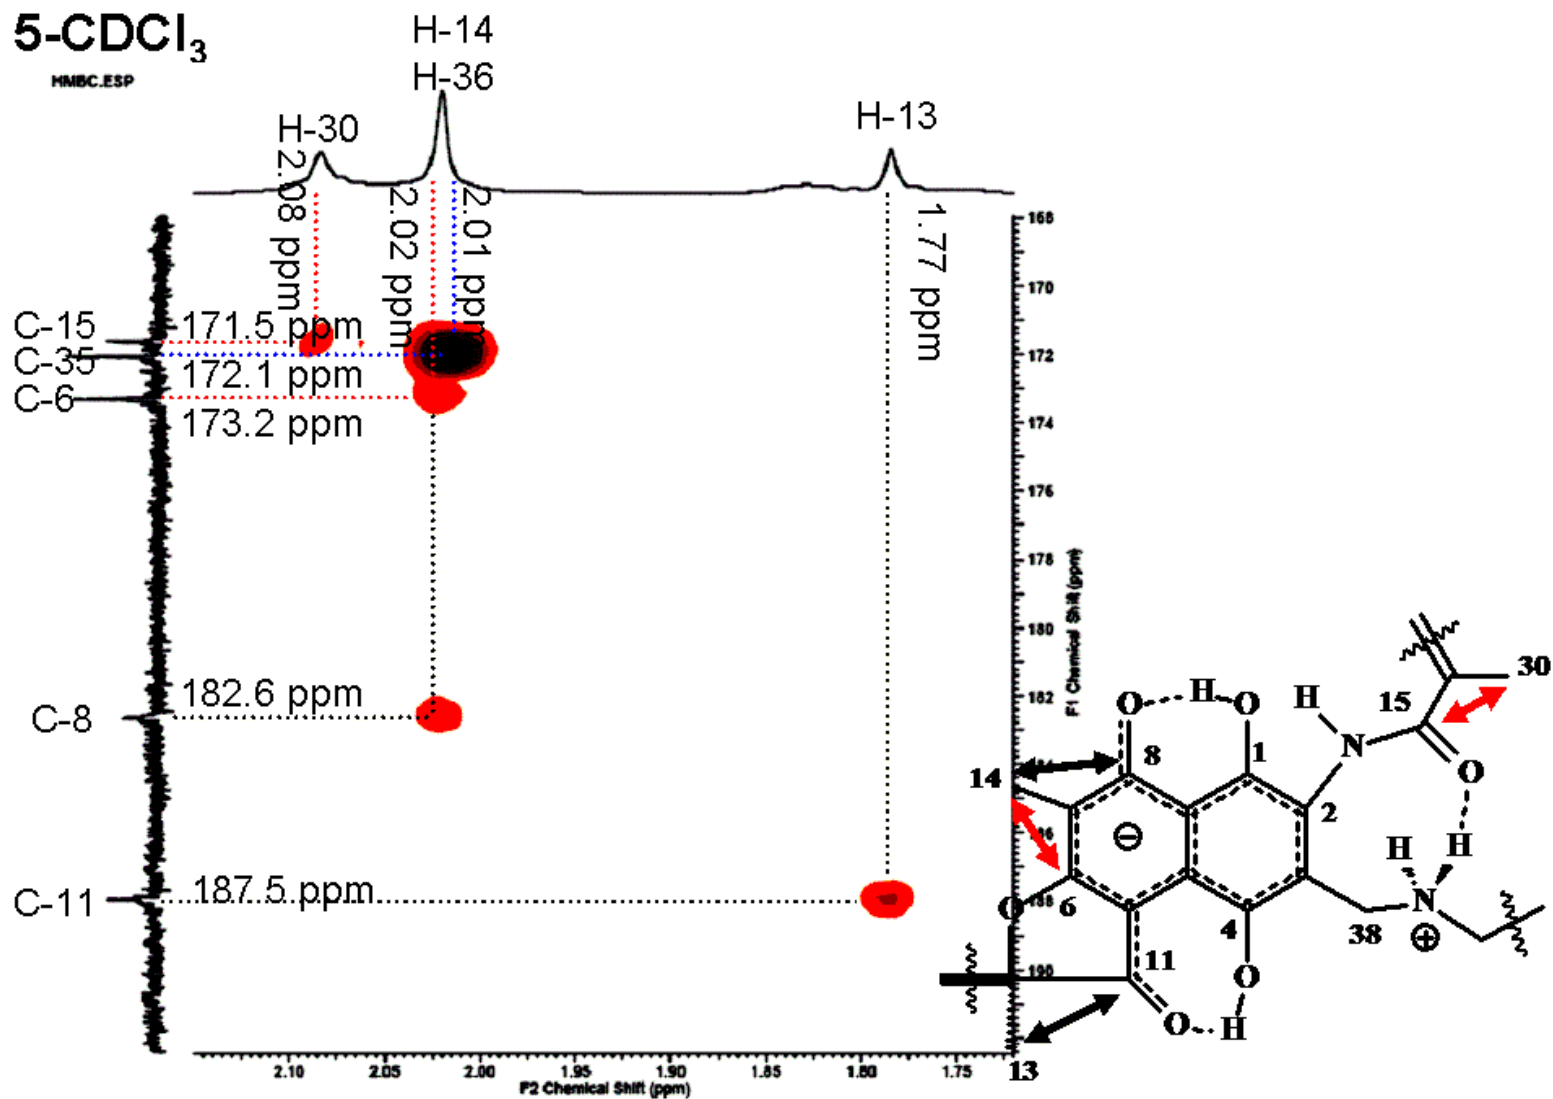 5-CDCl3
HMBC.ESP
H-14
H-36
H-30
H-13
2.08 ppm
2.02 ppm
2.01 ppm
1.77 ppm
C-15
171.5 ppm
C-35
172.1 ppm
C-6
173.2 ppm
C-8
182.6 ppm
C-11
187.5 ppm
168
170
172
174
176
178
180
182
186
188
190
F1 Chemical Shift (ppm)
2.10 2.05 2.00 1.95 1.90 1.85 1.80 1.75
F2 Chemical Shift (ppm)
30
O H O H 15
N O
14 8 1
2
⊖ H H
O 6 4 N
38 ⊕
11 O
O H
13